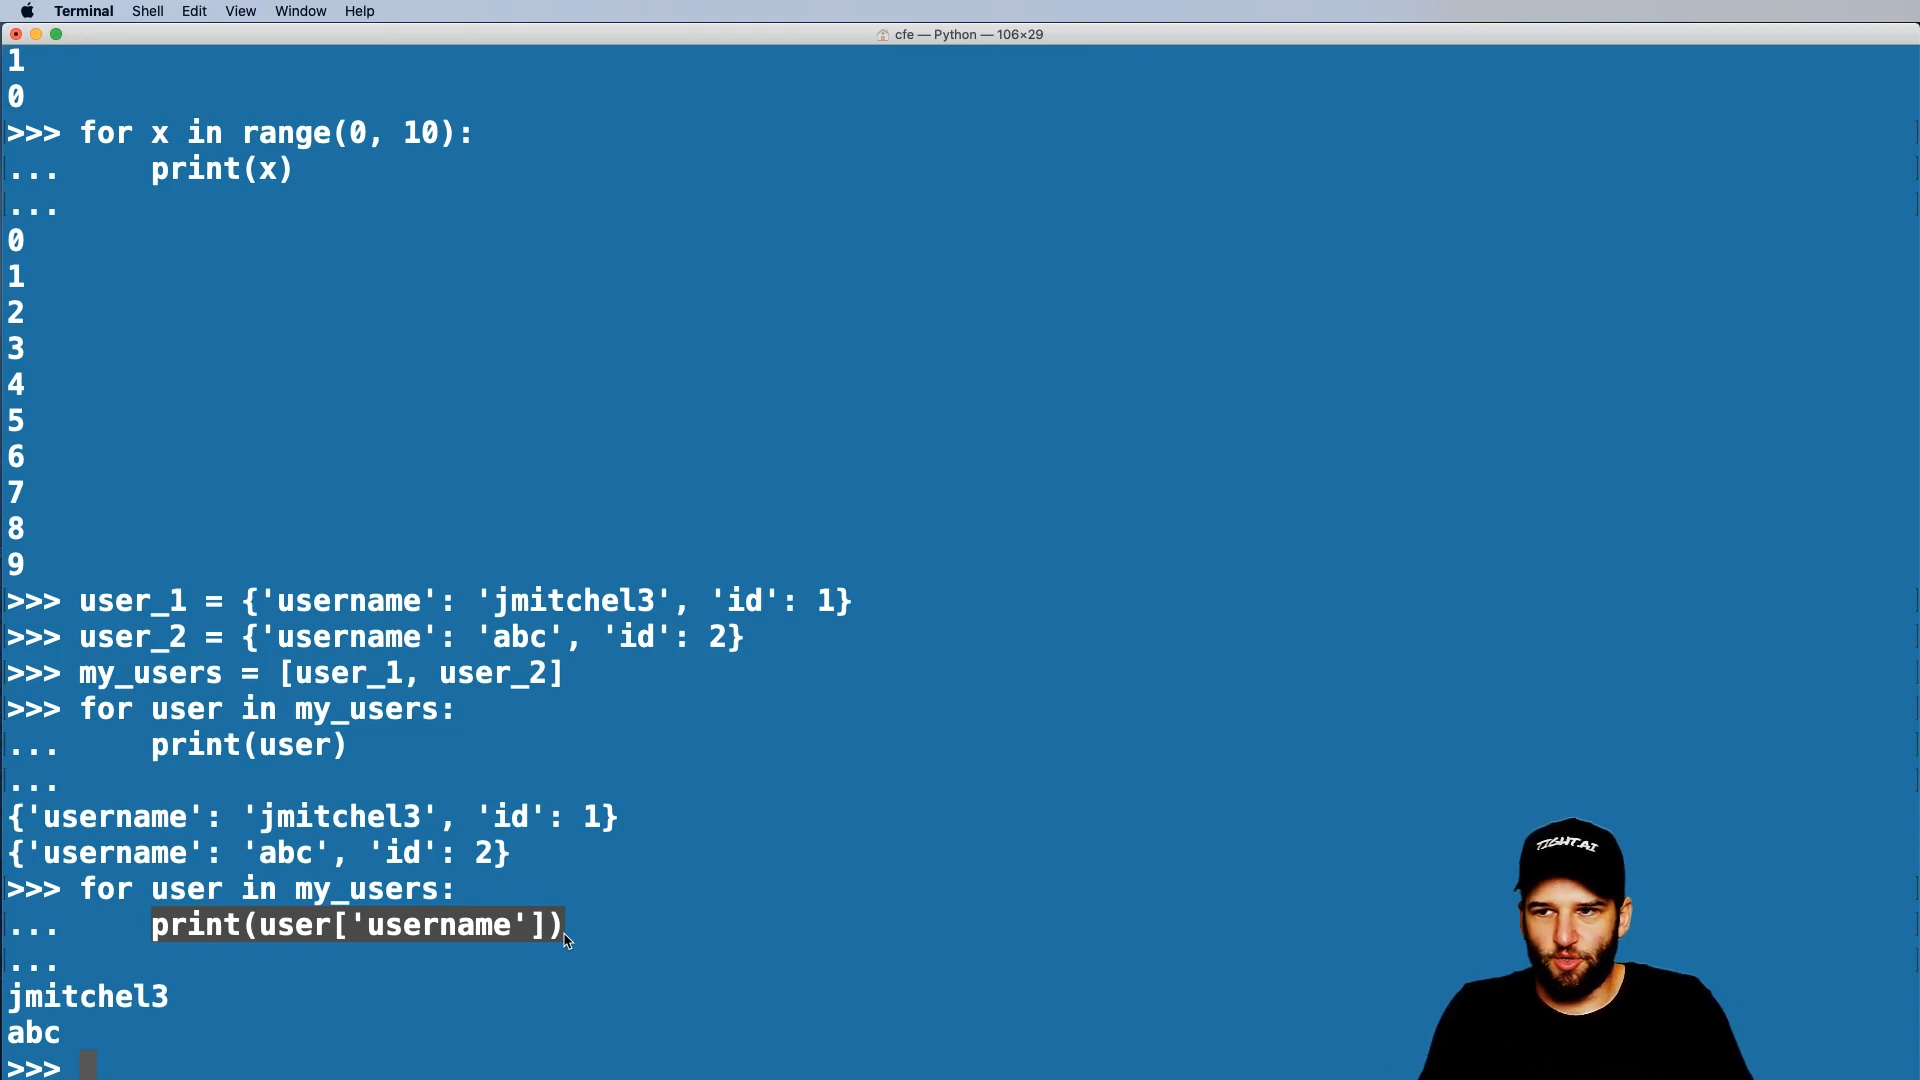 Terminal Shell Edit View Window Help
cfe — Python — 106×29
1
0
>>> for x in range(0, 10):
...     print(x)
...
0
1
2
3
4
5
6
7
8
9
>>> user_1 = {'username': 'jmitchel3', 'id': 1}
>>> user_2 = {'username': 'abc', 'id': 2}
>>> my_users = [user_1, user_2]
>>> for user in my_users:
...     print(user)
...
{'username': 'jmitchel3', 'id': 1}
{'username': 'abc', 'id': 2}
>>> for user in my_users:
...     print(user['username'])
...
jmitchel3
abc
>>>
TIGHT.AI